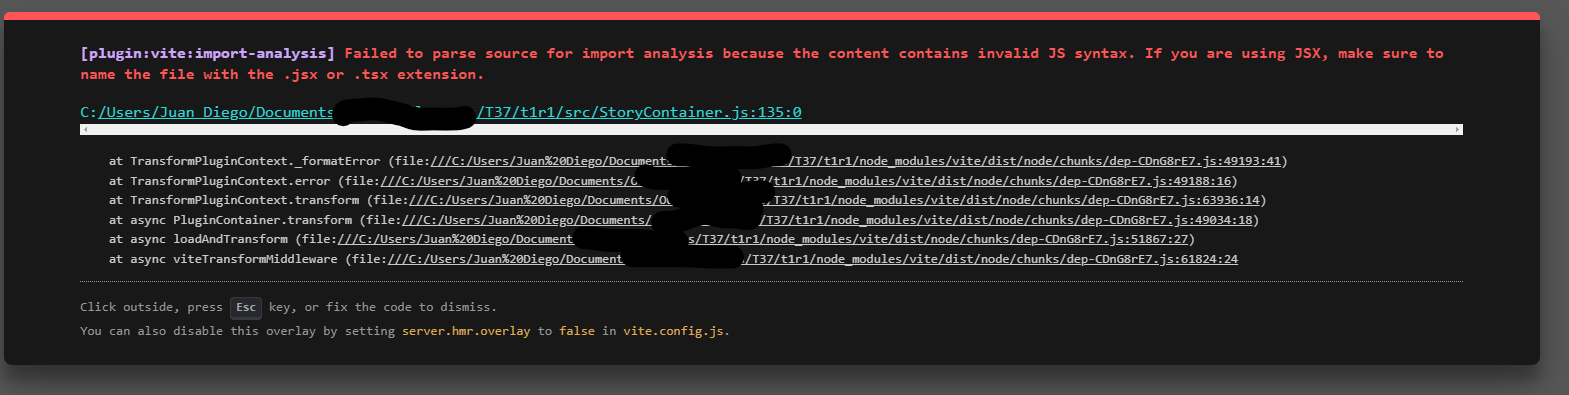 [plugin:vite:import-analysis] Failed to parse source for import analysis because the content contains invalid JS syntax. If you are using JSX, make sure to
name the file with the .jsx or .tsx extension.
C:/Users/Juan Diego/Documents /T37/t1r1/src/StoryContainer.js:135:0
at TransformPluginContext._formatError (file:///C:/Users/Juan%20Diego/Documents /T37/t1r1/node_modules/vite/dist/node/chunks/dep-CDnG8rE7.js:49193:41)
at TransformPluginContext.error (file:///C:/Users/Juan%20Diego/Documents/ /T37/t1r1/node_modules/vite/dist/node/chunks/dep-CDnG8rE7.js:49188:16)
at TransformPluginContext.transform (file:///C:/Users/Juan%20Diego/Documents/ /T37/t1r1/node_modules/vite/dist/node/chunks/dep-CDnG8rE7.js:63936:14)
at async PluginContainer.transform (file:///C:/Users/Juan%20Diego/Documents/ /T37/t1r1/node_modules/vite/dist/node/chunks/dep-CDnG8rE7.js:49034:18)
at async loadAndTransform (file:///C:/Users/Juan%20Diego/Document s/T37/t1r1/node_modules/vite/dist/node/chunks/dep-CDnG8rE7.js:51867:27)
at async viteTransformMiddleware (file:///C:/Users/Juan%20Diego/Document /T37/t1r1/node_modules/vite/dist/node/chunks/dep-CDnG8rE7.js:61824:24
Click outside, press Esc key, or fix the code to dismiss.
You can also disable this overlay by setting server.hmr.overlay to false in vite.config.js.